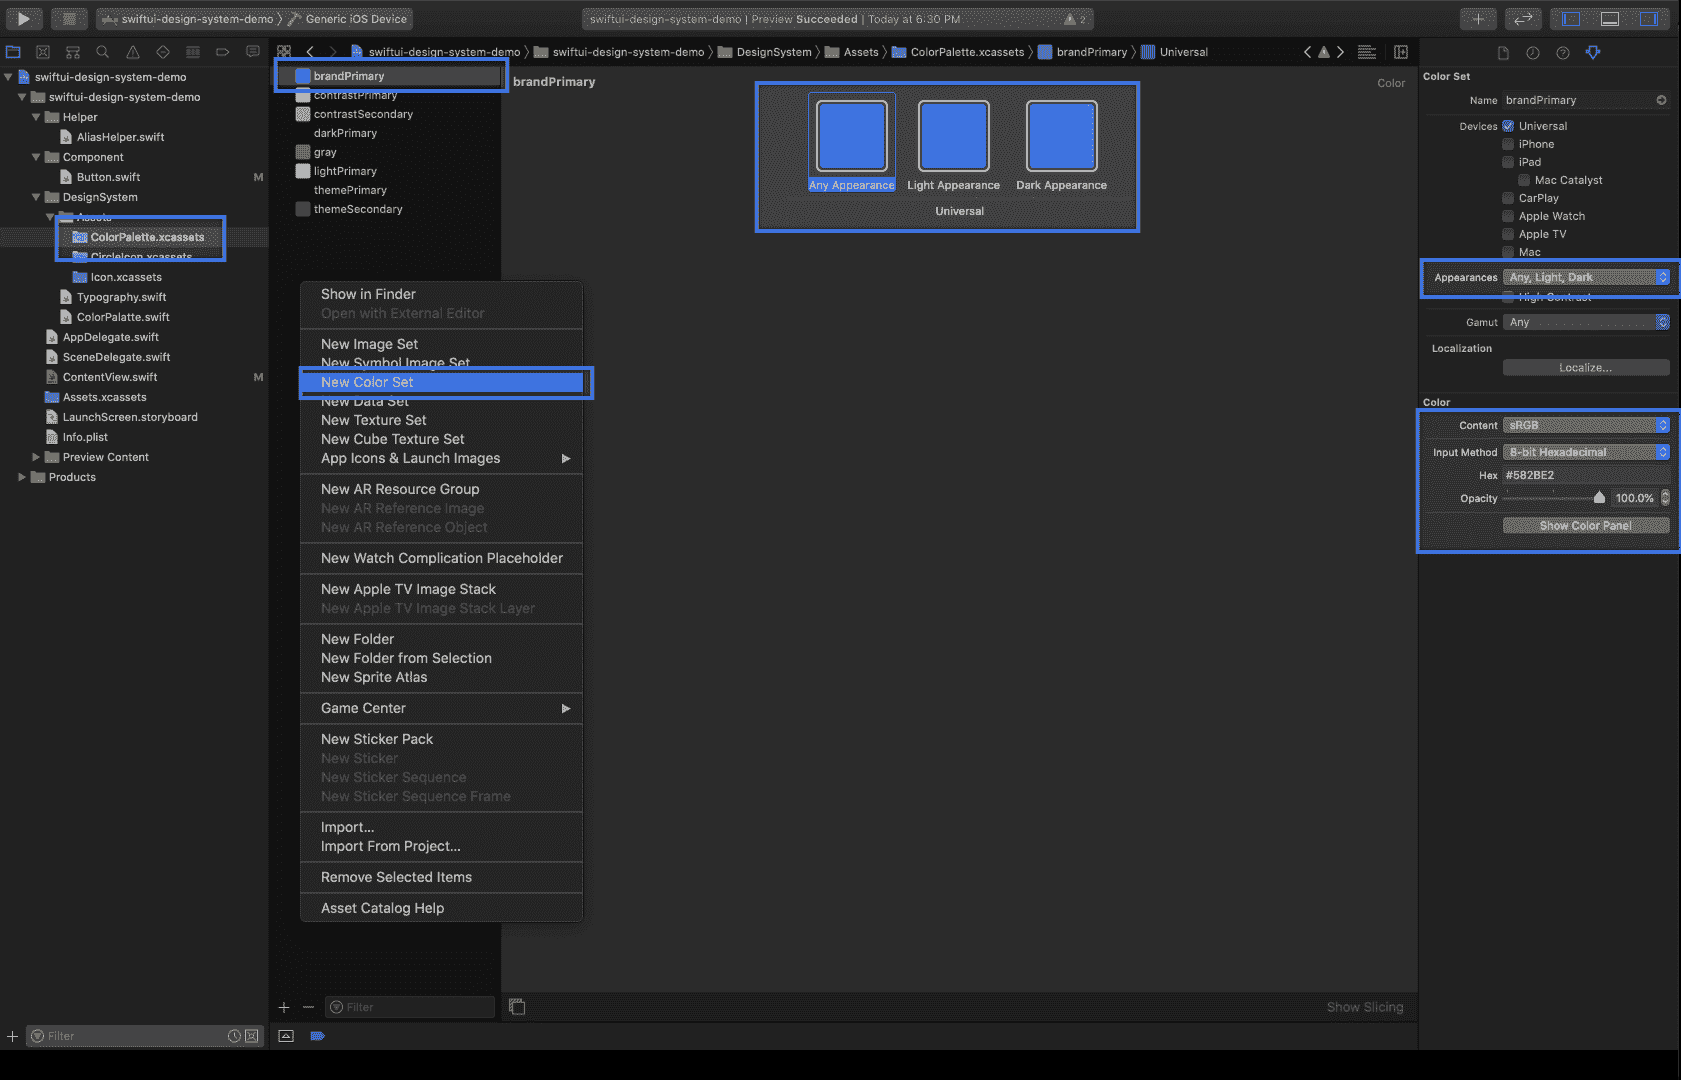 swiftui-design-system-demo Generic iOS Device
swiftui-design-system-demo | Preview Succeeded | Today at 6:30 PM
2
swiftui-design-system-demo
swiftui-design-system-demo
Helper
AliasHelper.swift
Component
Button.swift M
DesignSystem
Assets
ColorPalette.xcassets
CircleIcon.xcassets
Icon.xcassets
Typography.swift
ColorPalatte.swift
AppDelegate.swift
SceneDelegate.swift
ContentView.swift M
Assets.xcassets
LaunchScreen.storyboard
Info.plist
Preview Content
Products
Filter
swiftui-design-system-demo swiftui-design-system-demo DesignSystem Assets ColorPalette.xcassets brandPrimary Universal
brandPrimary
contrastPrimary
contrastSecondary
darkPrimary
gray
lightPrimary
themePrimary
themeSecondary
Show in Finder
Open with External Editor
New Image Set
New Symbol Image Set
New Color Set
New Data Set
New Texture Set
New Cube Texture Set
App Icons & Launch Images
New AR Resource Group
New AR Reference Image
New AR Reference Object
New Watch Complication Placeholder
New Apple TV Image Stack
New Apple TV Image Stack Layer
New Folder
New Folder from Selection
New Sprite Atlas
Game Center
New Sticker Pack
New Sticker
New Sticker Sequence
New Sticker Sequence Frame
Import...
Import From Project...
Remove Selected Items
Asset Catalog Help
Filter
brandPrimary
Color
Any Appearance Light Appearance Dark Appearance
Universal
Show Slicing
Color Set
Name brandPrimary
Devices Universal
iPhone
iPad
Mac Catalyst
CarPlay
Apple Watch
Apple TV
Mac
Appearances Any, Light, Dark
High Contrast
Gamut Any
Localization
Localize...
Color
Content sRGB
Input Method 8-bit Hexadecimal
Hex #582BE2
Opacity 100.0%
Show Color Panel